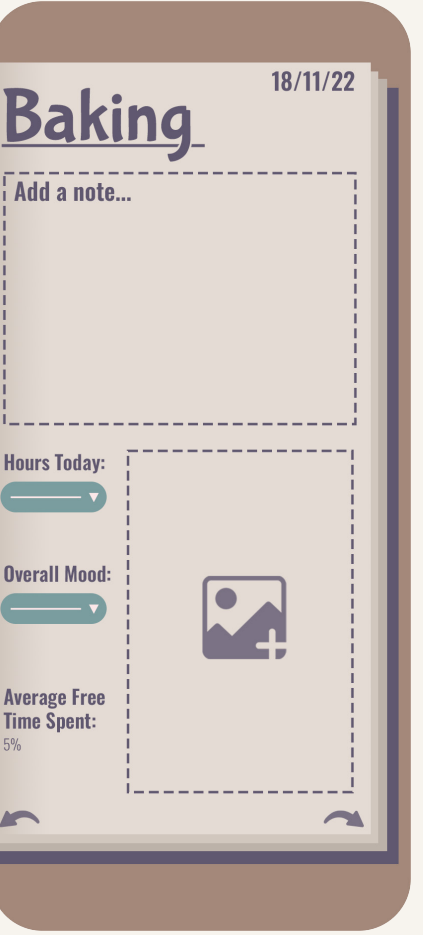 18/11/22
Baking
Add a note...
Hours Today:
Overall Mood:
Average Free
Time Spent:
5%